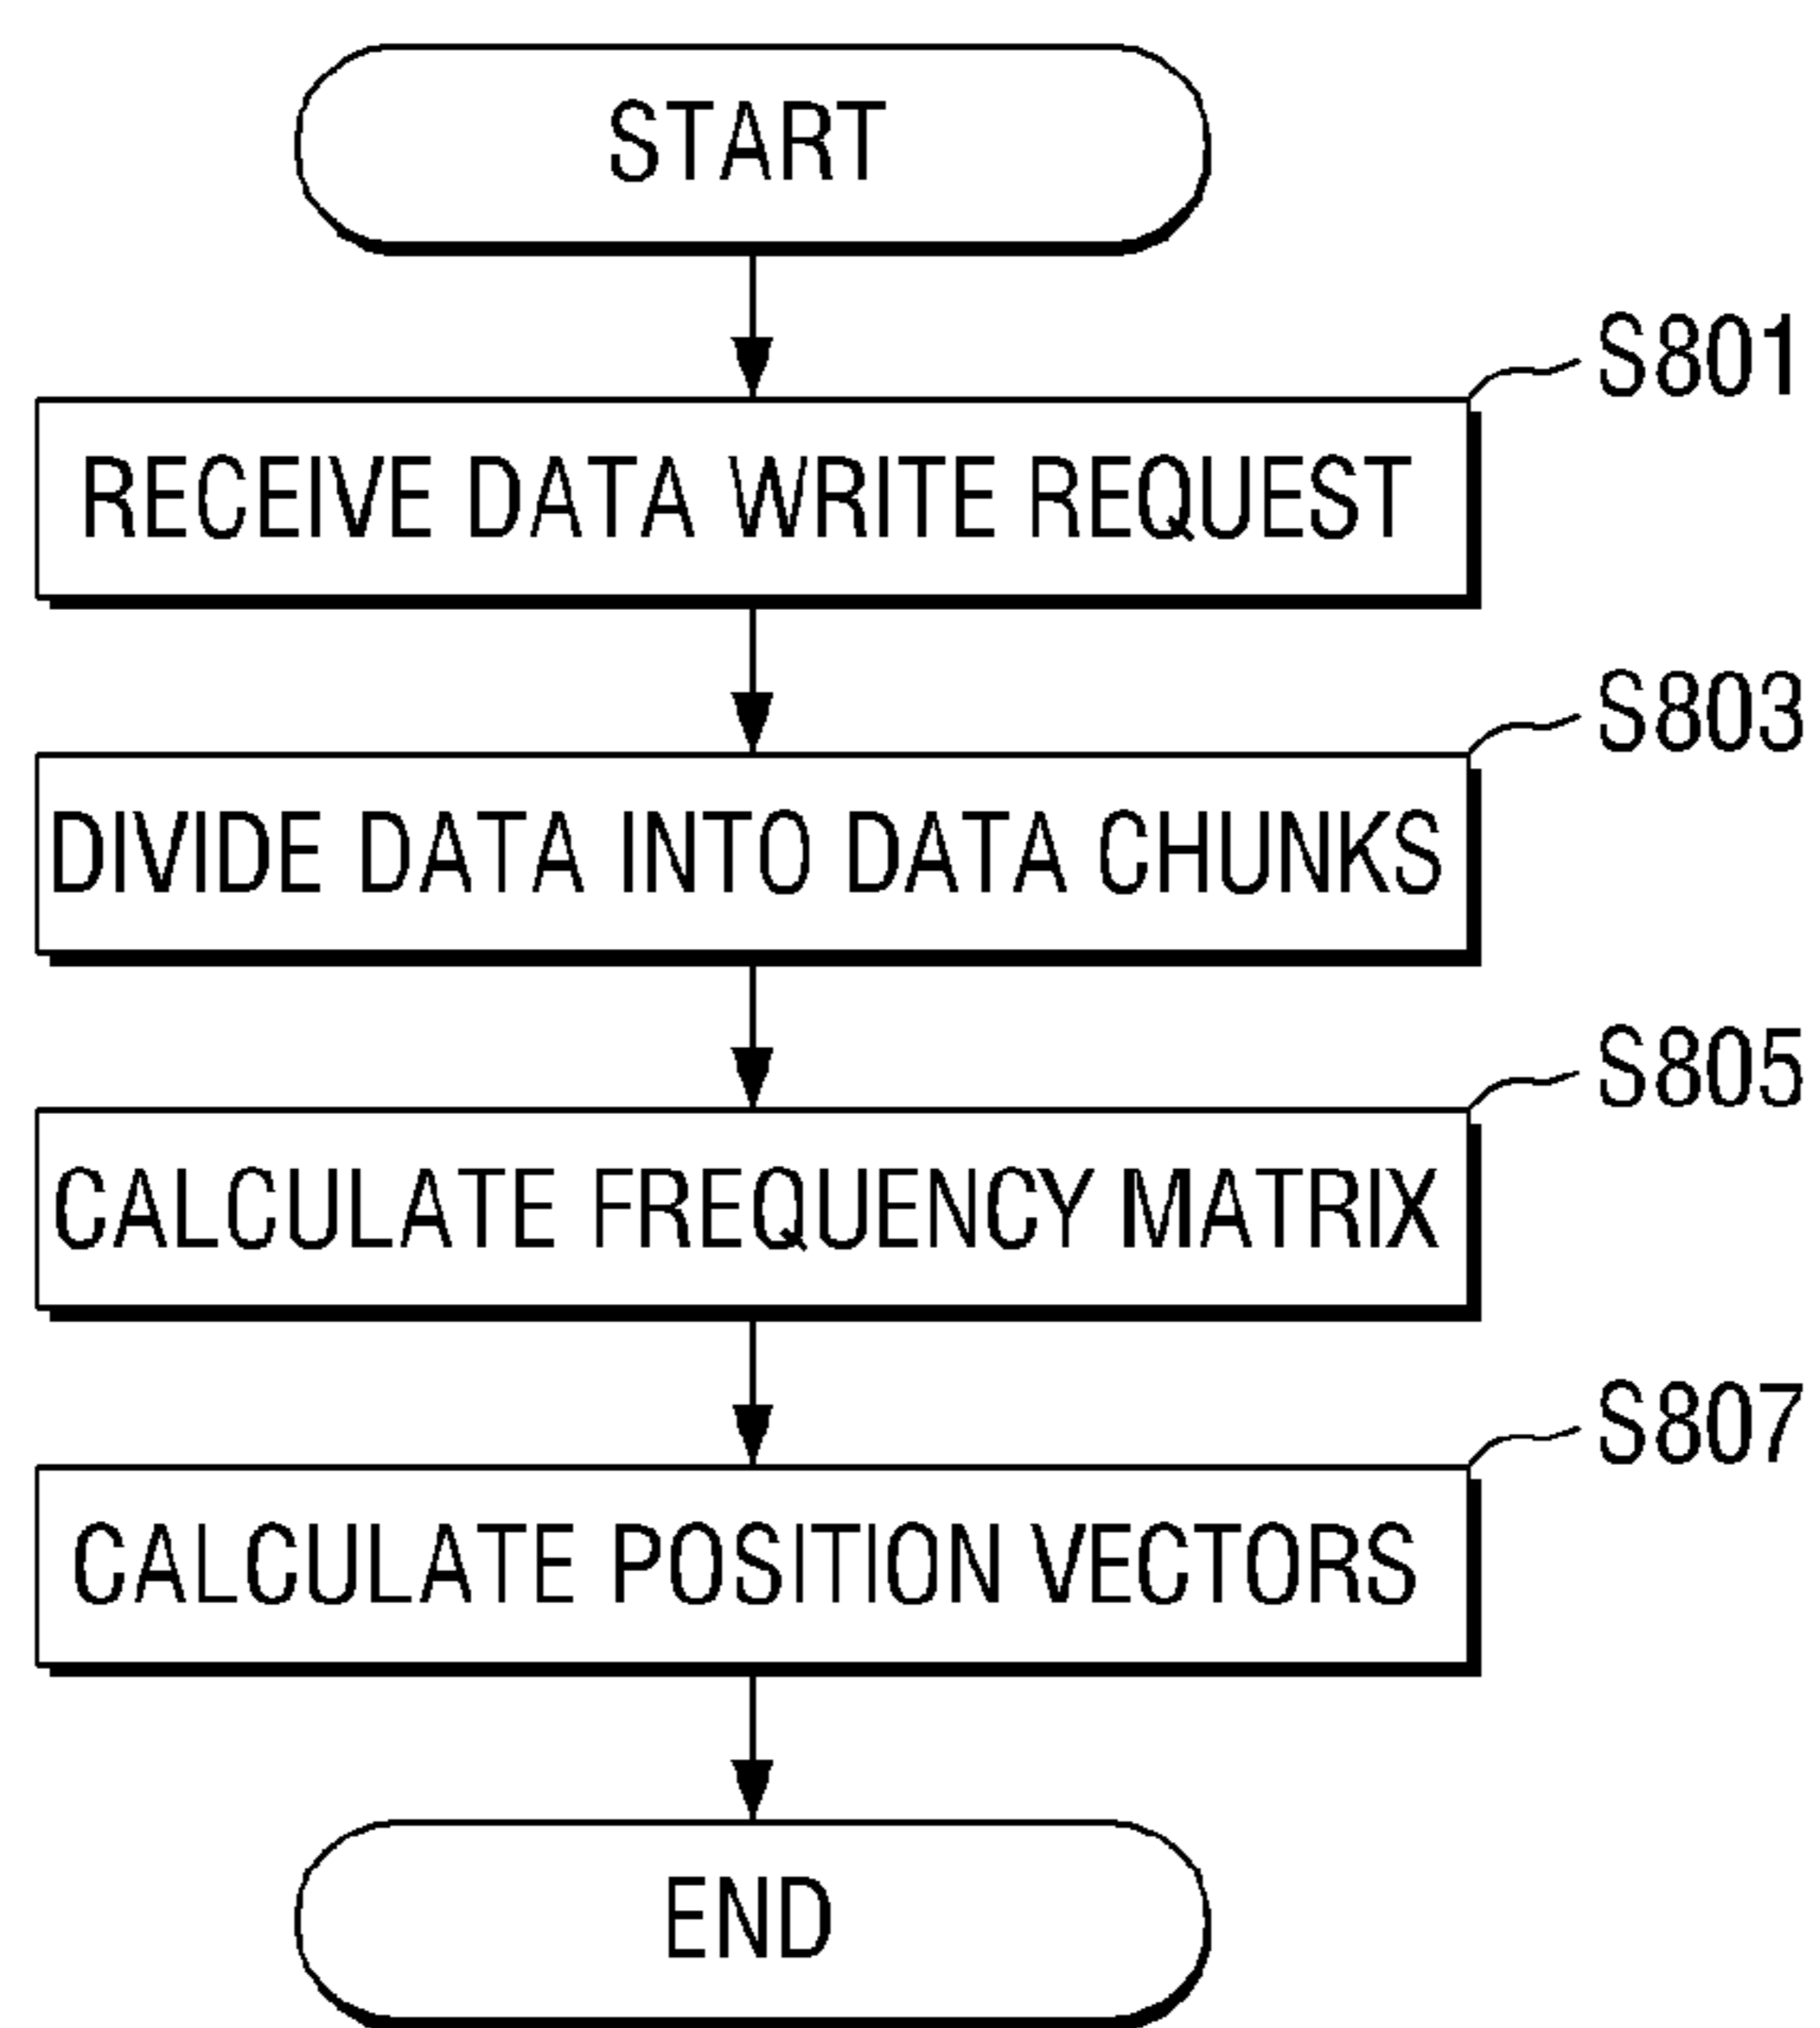 START
S801
RECEIVE DATA WRITE REQUEST
S803
DIVIDE DATA INTO DATA CHUNKS
S805
CALCULATE FREQUENCY MATRIX
S807
CALCULATE POSITION VECTORS
END